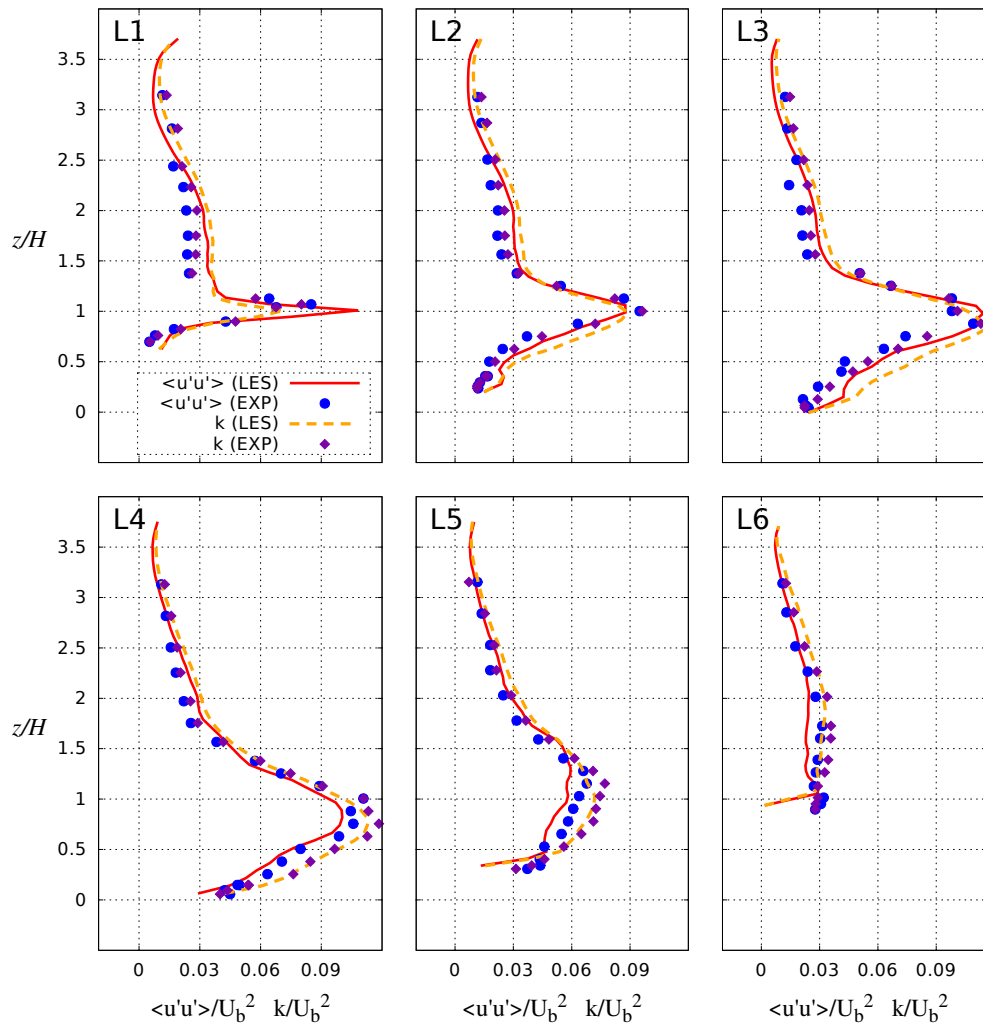 L1 L2 L3
3.5
3
2.5
2
z/H
1.5
1
0.5
<u'u'> (LES)
<u'u'> (EXP)
0
k (LES)
k (EXP)
L4 L5 L6
3.5
3
2.5
2
z/H
1.5
1
0.5
0
0 0.03 0.06 0.09 0 0.03 0.06 0.09 0 0.03 0.06 0.09
<u'u'>/U_b^2 k/U_b^2 <u'u'>/U_b^2 k/U_b^2 <u'u'>/U_b^2 k/U_b^2